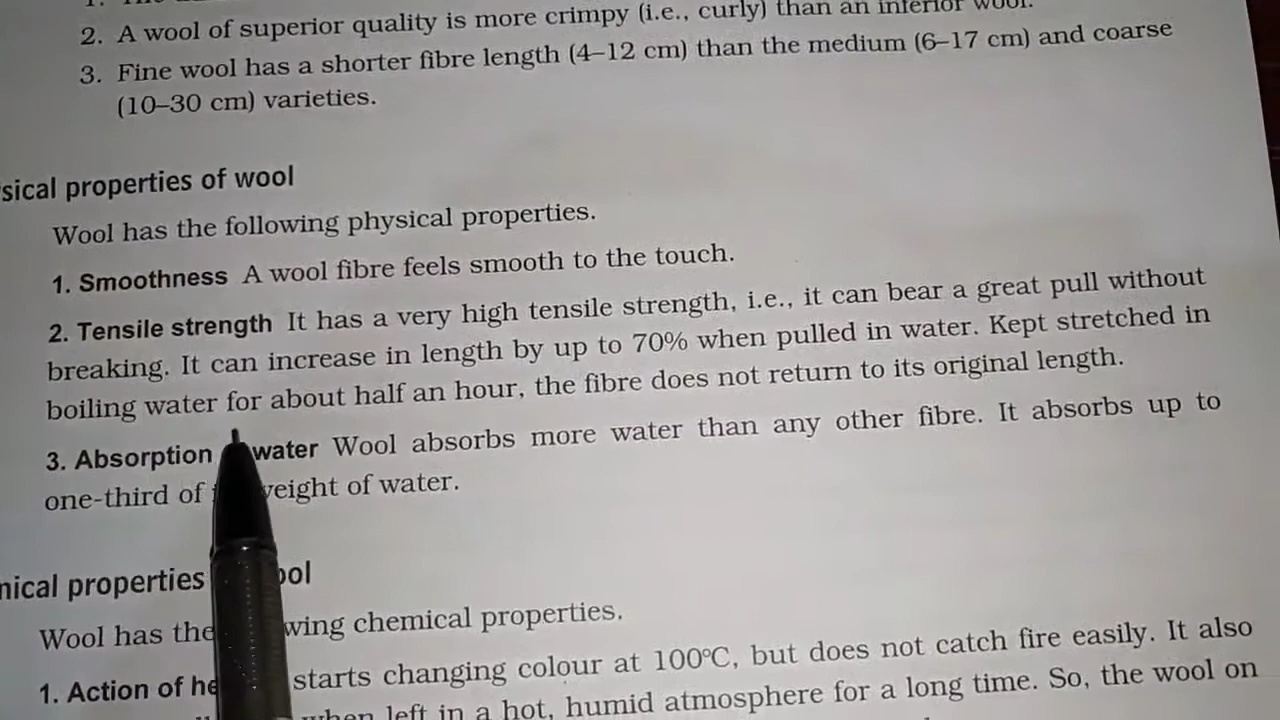 2. A wool of superior quality is more crimpy (i.e., curly) than an inferior wool.
3. Fine wool has a shorter fibre length (4–12 cm) than the medium (6–17 cm) and coarse
(10–30 cm) varieties.
sical properties of wool
Wool has the following physical properties.
1. Smoothness A wool fibre feels smooth to the touch.
2. Tensile strength It has a very high tensile strength, i.e., it can bear a great pull without
breaking. It can increase in length by up to 70% when pulled in water. Kept stretched in
boiling water for about half an hour, the fibre does not return to its original length.
3. Absorption water Wool absorbs more water than any other fibre. It absorbs up to
one-third of weight of water.
nical properties ool
Wool has the wing chemical properties.
1. Action of he starts changing colour at 100°C, but does not catch fire easily. It also
when left in a hot, humid atmosphere for a long time. So, the wool on